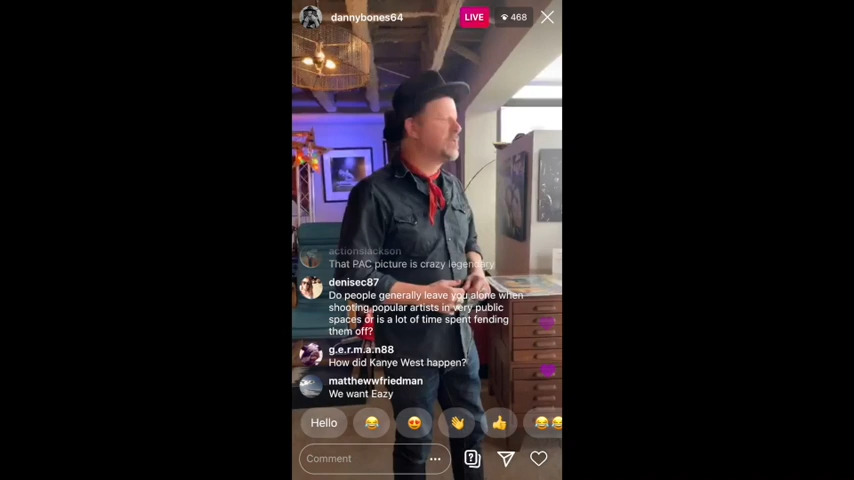 dannybones64
LIVE
468
actionsjackson
That PAC picture is crazy legendary
denisec87
Do people generally leave you alone when
shooting popular artists in very public
spaces or is a lot of time spent fending
them off?
g.e.r.m.a.n88
How did Kanye West happen?
matthewwfriedman
We want Eazy
Hello
Comment